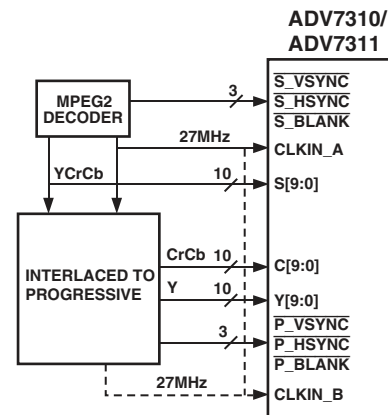 ADV7310/
ADV7311
MPEG2
DECODER
3
S_VSYNC
S_HSYNC
S_BLANK
27MHz
CLKIN_A
YCrCb
10
S[9:0]
INTERLACED TO
PROGRESSIVE
CrCb
10
C[9:0]
Y
10
Y[9:0]
3
P_VSYNC
P_HSYNC
P_BLANK
27MHz
CLKIN_B